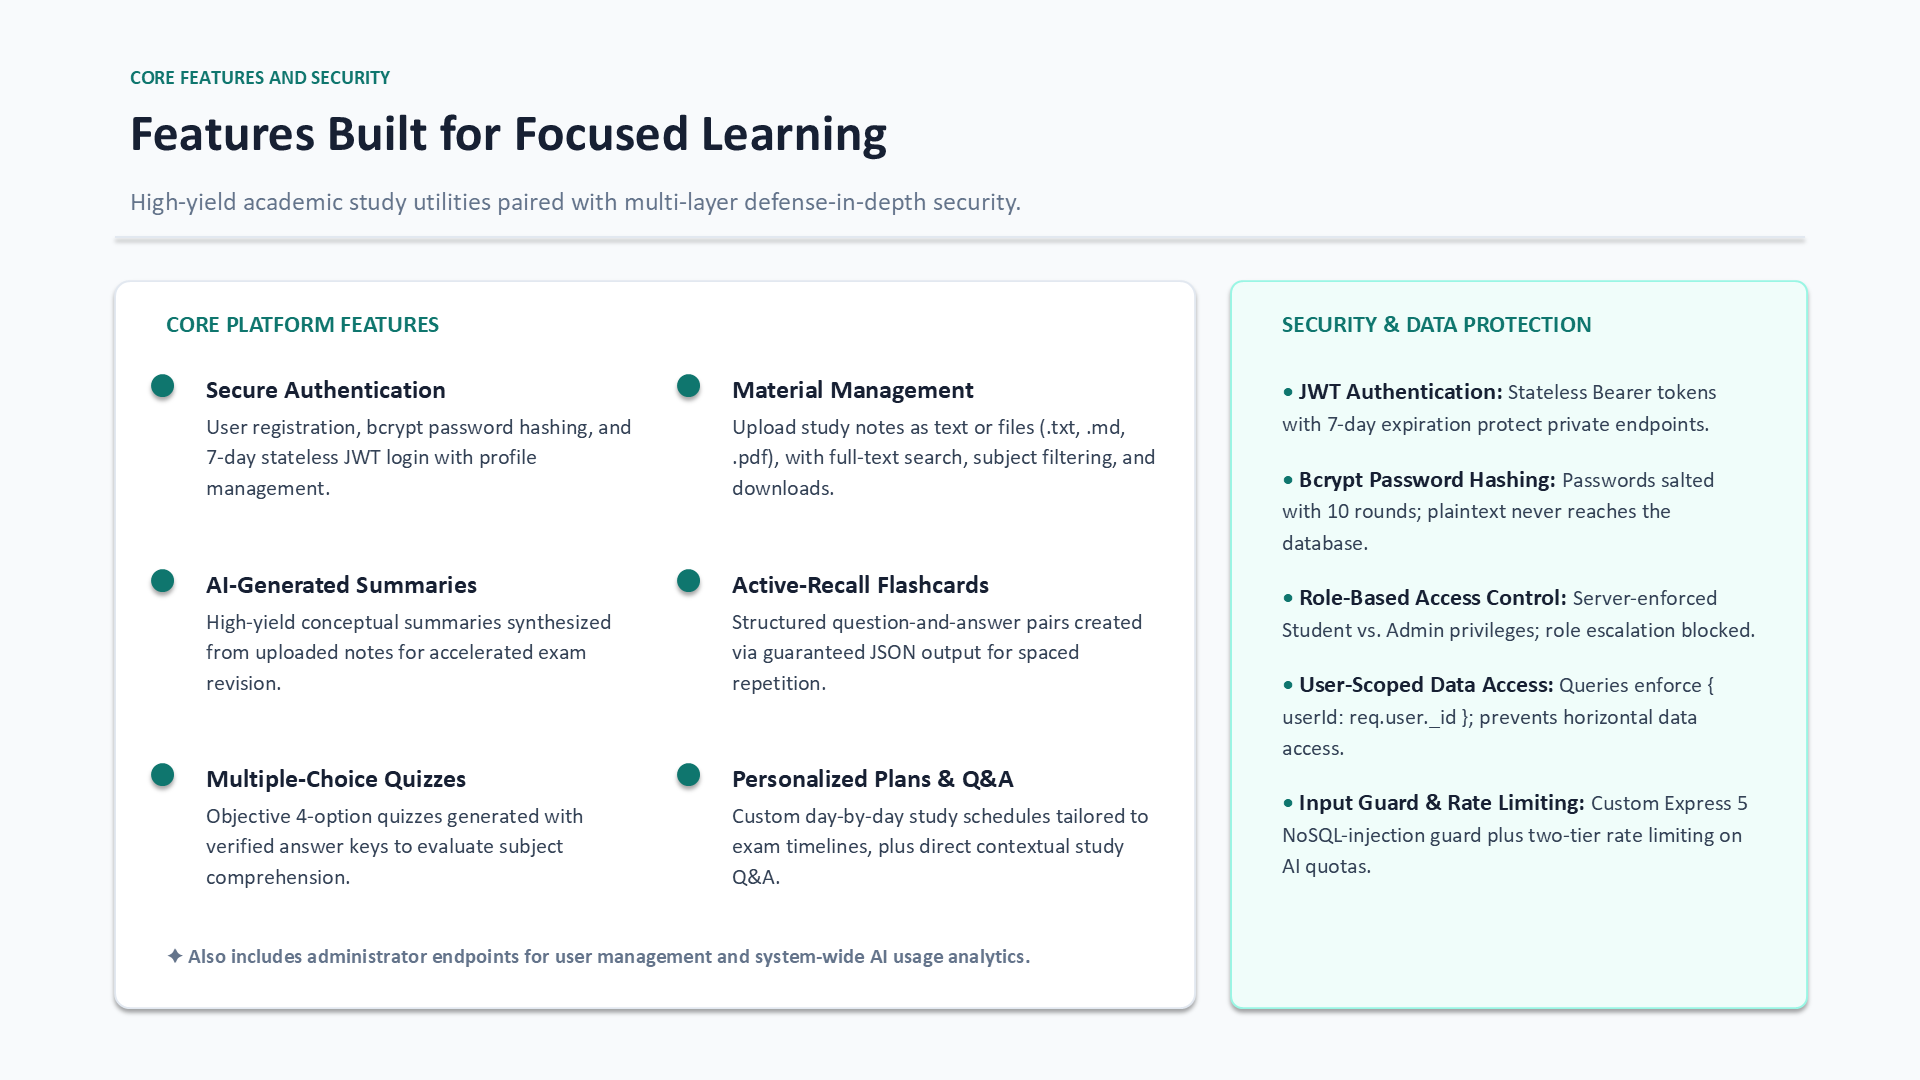 CORE FEATURES AND SECURITY
Features Built for Focused Learning
High-yield academic study utilities paired with multi-layer defense-in-depth security.
CORE PLATFORM FEATURES
Secure Authentication
User registration, bcrypt password hashing, and
7-day stateless JWT login with profile
management.
Material Management
Upload study notes as text or files (.txt, .md,
.pdf), with full-text search, subject filtering, and
downloads.
AI-Generated Summaries
High-yield conceptual summaries synthesized
from uploaded notes for accelerated exam
revision.
Active-Recall Flashcards
Structured question-and-answer pairs created
via guaranteed JSON output for spaced
repetition.
Multiple-Choice Quizzes
Objective 4-option quizzes generated with
verified answer keys to evaluate subject
comprehension.
Personalized Plans & Q&A
Custom day-by-day study schedules tailored to
exam timelines, plus direct contextual study
Q&A.
✦ Also includes administrator endpoints for user management and system-wide AI usage analytics.
SECURITY & DATA PROTECTION
• JWT Authentication: Stateless Bearer tokens
with 7-day expiration protect private endpoints.
• Bcrypt Password Hashing: Passwords salted
with 10 rounds; plaintext never reaches the
database.
• Role-Based Access Control: Server-enforced
Student vs. Admin privileges; role escalation blocked.
• User-Scoped Data Access: Queries enforce {
userId: req.user._id }; prevents horizontal data
access.
• Input Guard & Rate Limiting: Custom Express 5
NoSQL-injection guard plus two-tier rate limiting on
AI quotas.